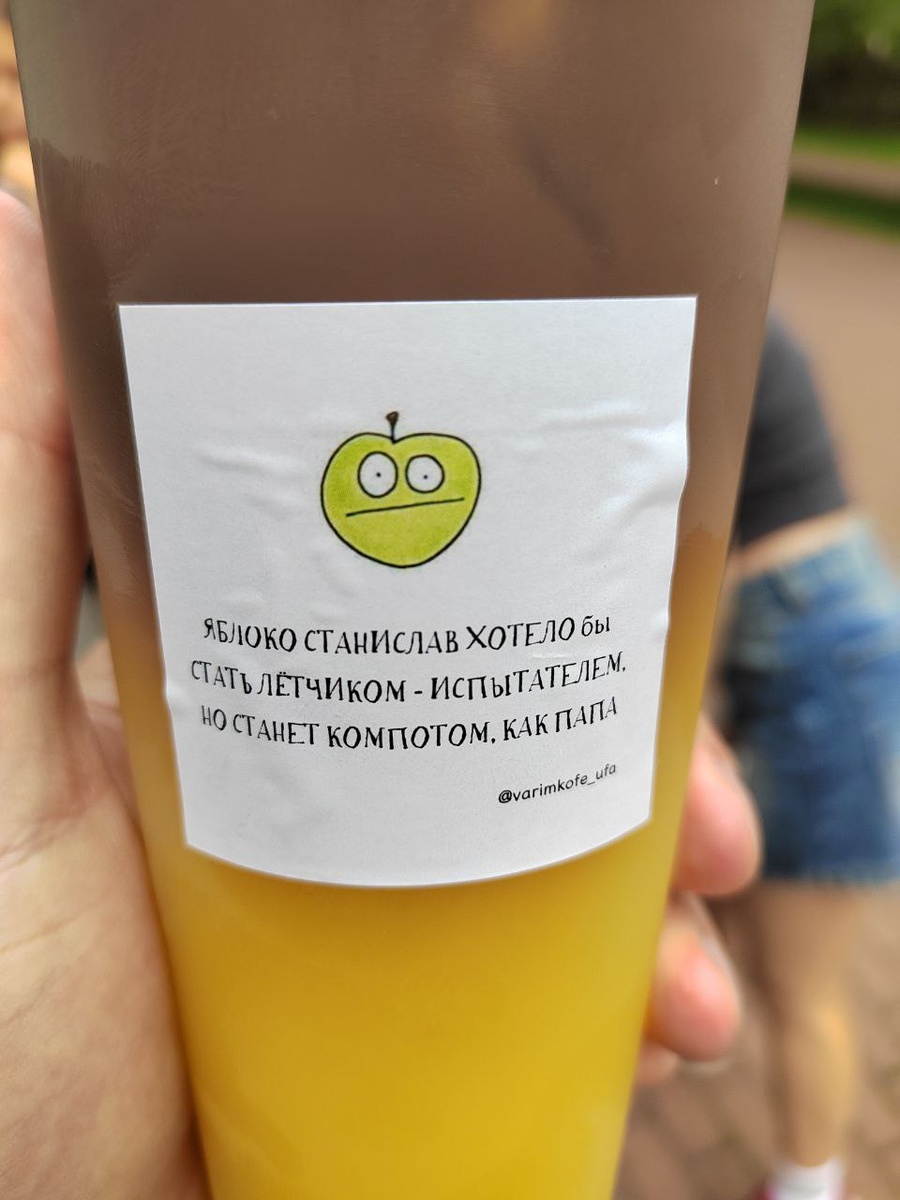 ЯБЛОКО СТАНИСЛАВ ХОТЕЛО бЫ
СТАТЬ ЛЁТЧИКОМ - ИСПЫТАТЕЛЕМ,
НО СТАНЕТ КОМПОТОМ, КАК ПАПА
@varimkofe_ufa